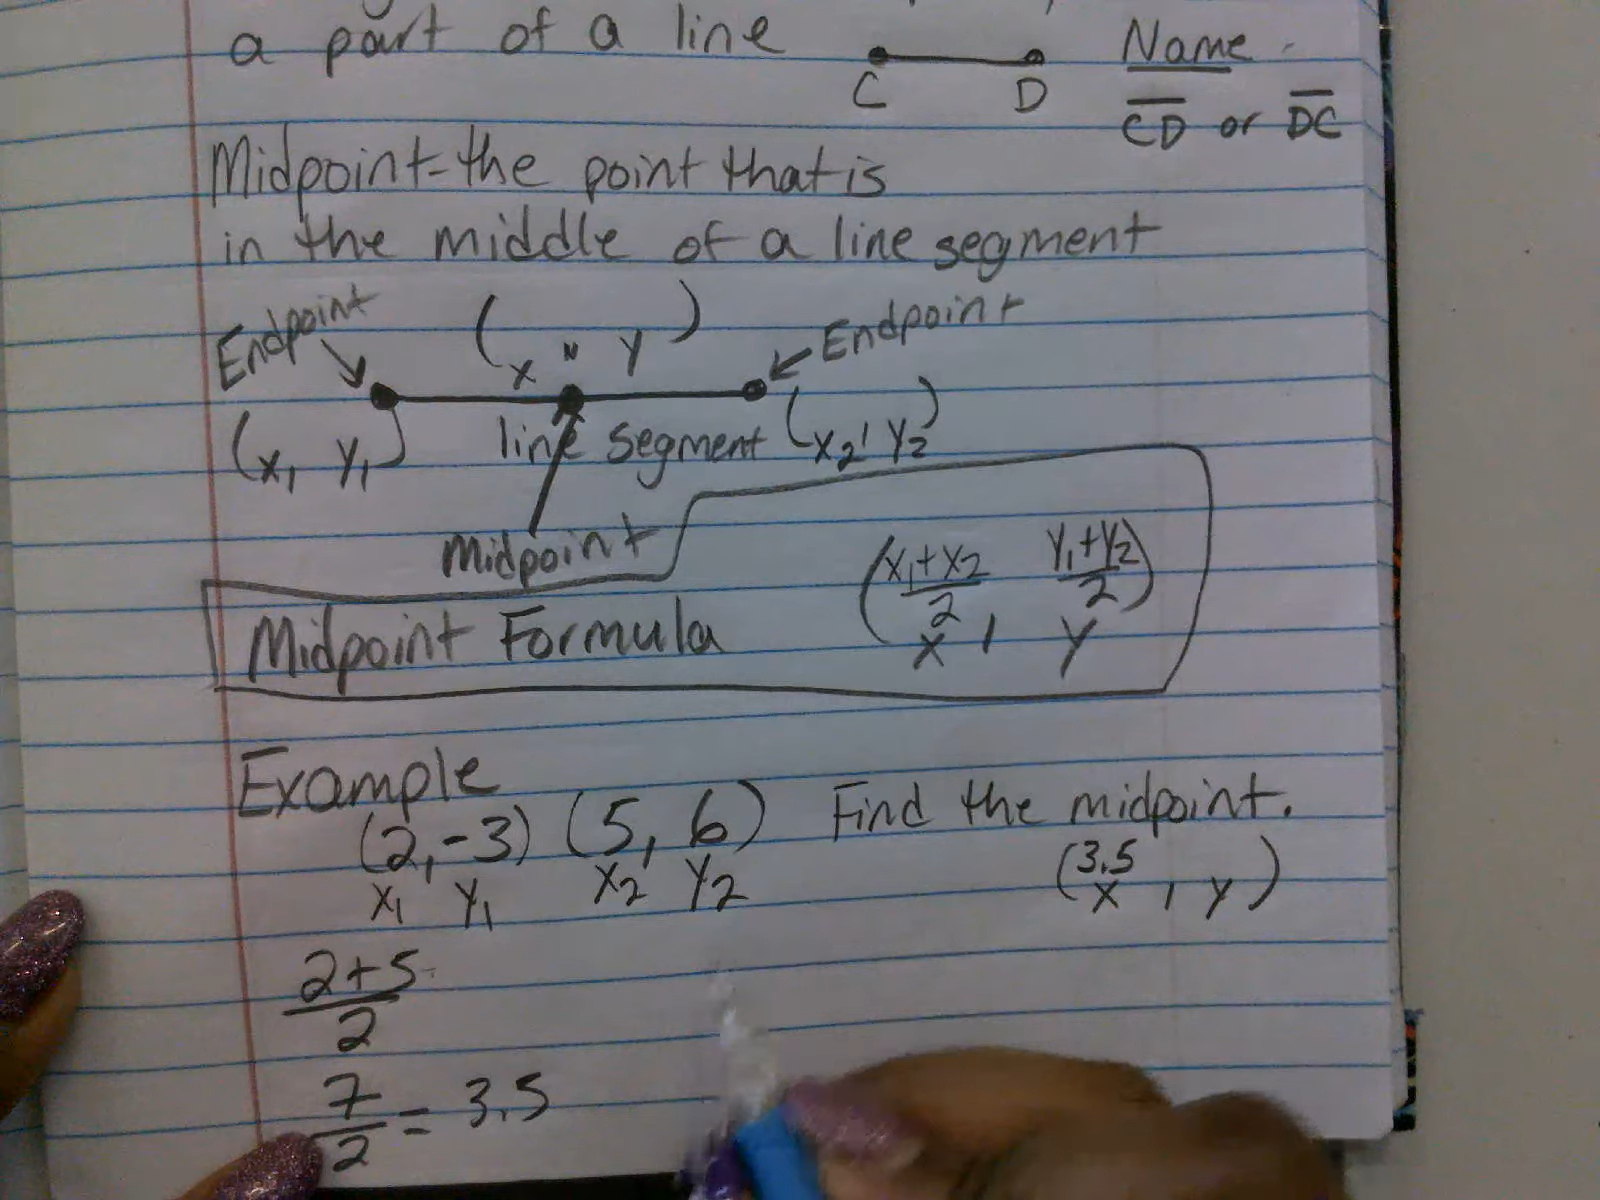 a part of a line
C D
Name
CD or DC
Midpoint-the point that is
in the middle of a line segment
Endpoint
( x y )
Endpoint
(x1 y1)
line segment
(x2, y2)
Midpoint
Midpoint Formula
(x1+x2/2, y1+y2/2)
x , y
Example
(2,-3) (5, 6) Find the midpoint.
x1 y1 x2 y2
(3.5
x , y )
2+5
2
7/2 = 3.5